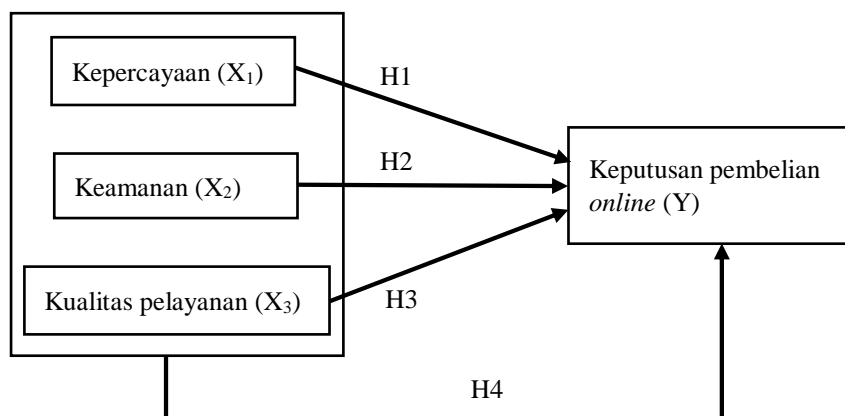 Kepercayaan (X₁)
H1
H2
Keamanan (X₂)
Keputusan pembelian
online (Y)
Kualitas pelayanan (X₃)
H3
H4